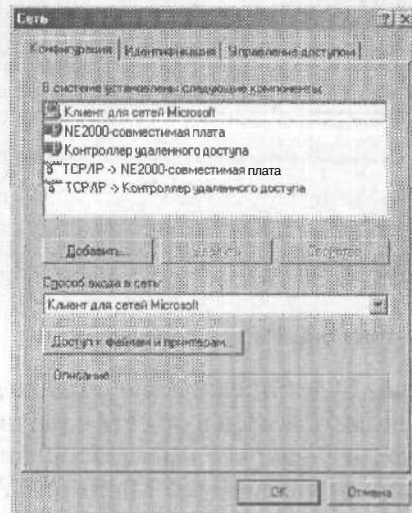 Сеть
Конфигурация Идентификация Управление доступом
В системе установлены следующие компоненты:
Клиент для сетей Microsoft
NE2000-совместимая плата
Контроллер удаленного доступа
TCP/IP -> NE2000-совместимая плата
TCP/IP -> Контроллер удаленного доступа
Добавить... Удалить Свойства
Способ входа в сеть:
Клиент для сетей Microsoft
Доступ к файлам и принтерам...
Описание
OK Отмена